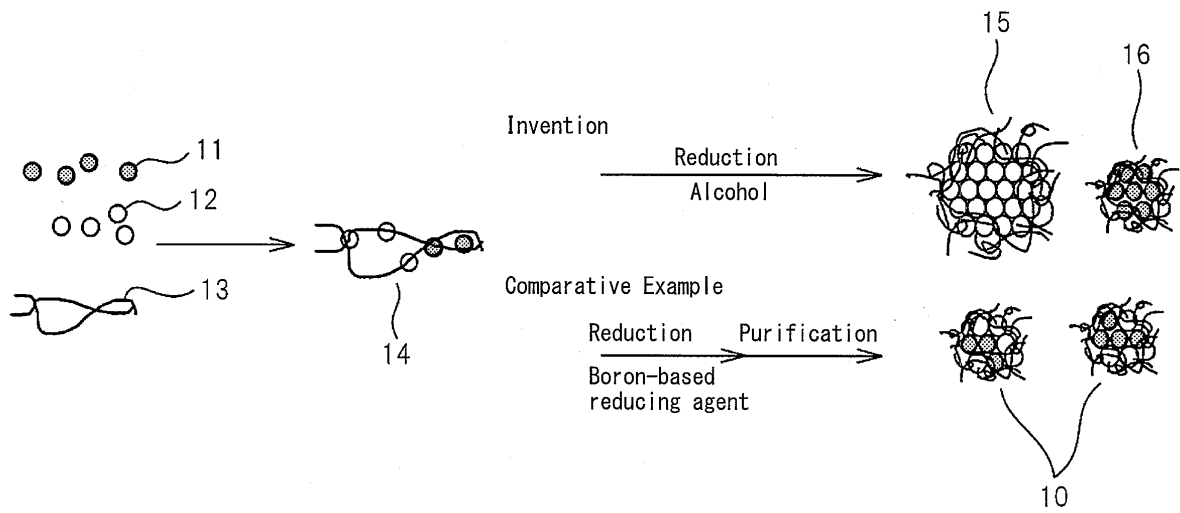 15
16
Invention
11
Reduction
Alcohol
12
13
14
Comparative Example
Reduction
Purification
Boron-based
reducing agent
10